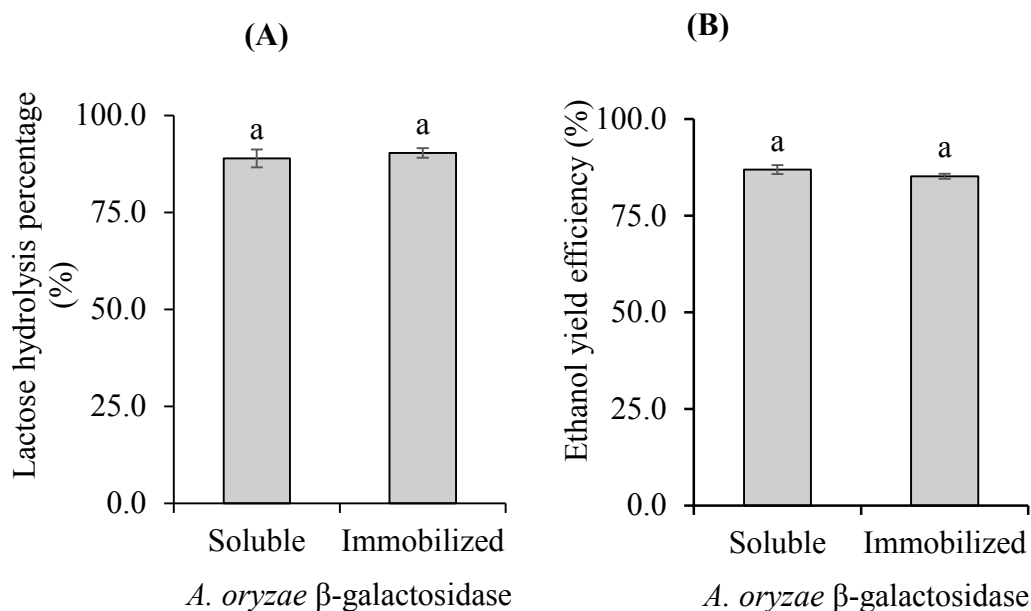 (A)
Lactose hydrolysis percentage
(%)
100.0
75.0
50.0
25.0
0.0
a
a
Soluble
Immobilized
A. oryzae β-galactosidase
(B)
Ethanol yield efficiency (%)
100.0
75.0
50.0
25.0
0.0
a
a
Soluble
Immobilized
A. oryzae β-galactosidase